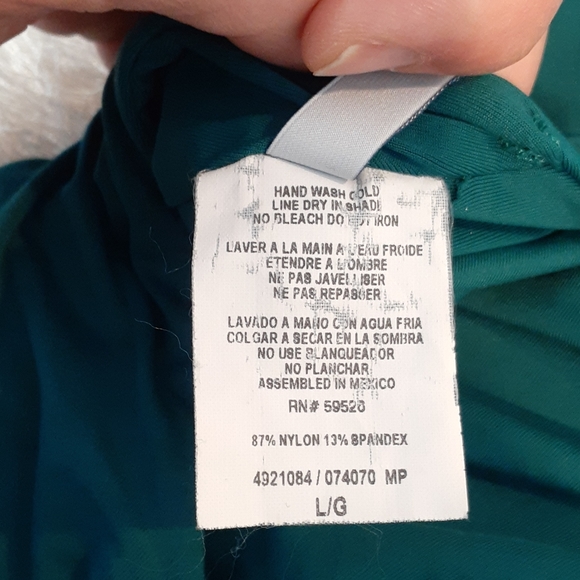 HAND WASH COLD
LINE DRY IN SHADE
NO BLEACH DO NOT IRON
LAVER A LA MAIN A L'EAU FROIDE
ETENDRE A L'OMBRE
NE PAS JAVELLISER
NE PAS REPASSER
LAVADO A MANO CON AGUA FRIA
COLGAR A SECAR EN LA SOMBRA
NO USE BLANQUEADOR
NO PLANCHAR
ASSEMBLED IN MEXICO
RN# 59526
87% NYLON 13% SPANDEX
4921084 / 074070 MP
L/G